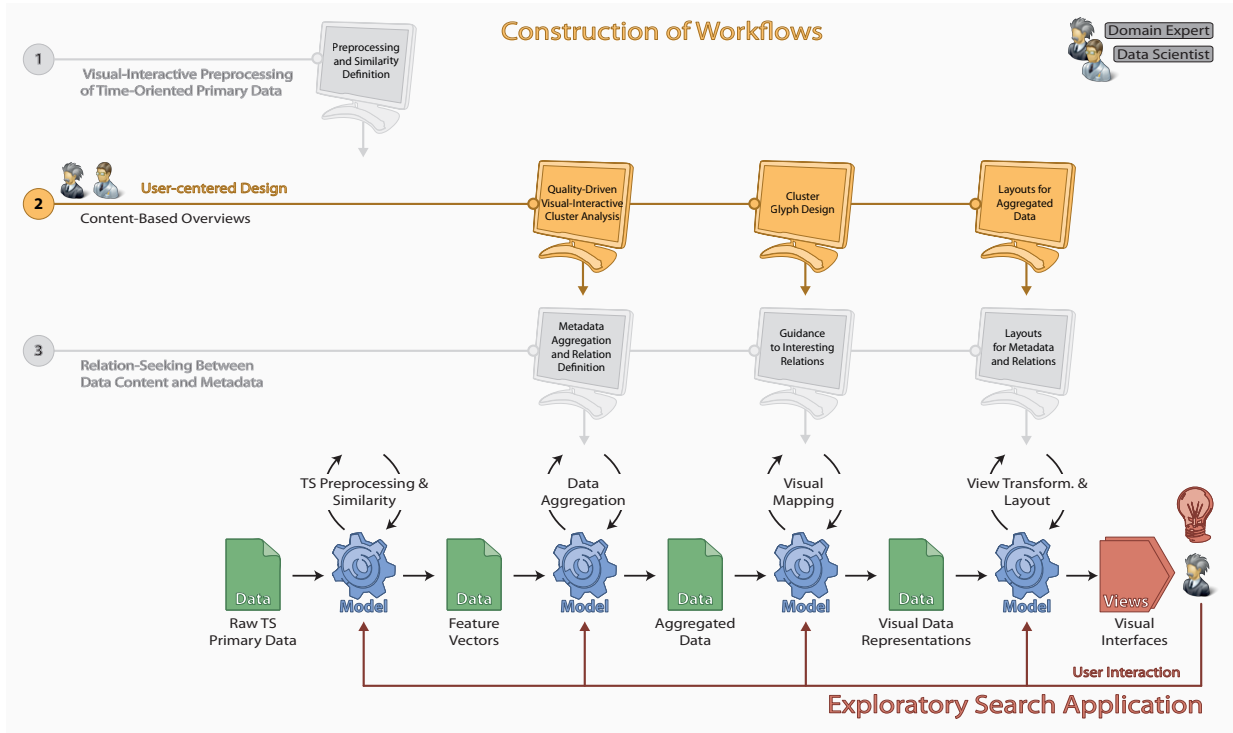 Construction of Workflows
Domain Expert
Data Scientist
1
Visual-Interactive Preprocessing
of Time-Oriented Primary Data
Preprocessing
and Similarity
Definition
2
User-centered Design
Content-Based Overviews
Quality-Driven
Visual-Interactive
Cluster Analysis
Cluster
Glyph Design
Layouts for
Aggregated
Data
3
Relation-Seeking Between
Data Content and Metadata
Metadata
Aggregation
and Relation
Definition
Guidance
to Interesting
Relations
Layouts
for Metadata
and Relations
TS Preprocessing &
Similarity
Data
Aggregation
Visual
Mapping
View Transform. &
Layout
Data
Model
Data
Model
Data
Model
Data
Model
Views
Raw TS
Primary Data
Feature
Vectors
Aggregated
Data
Visual Data
Representations
Visual
Interfaces
User Interaction
Exploratory Search Application